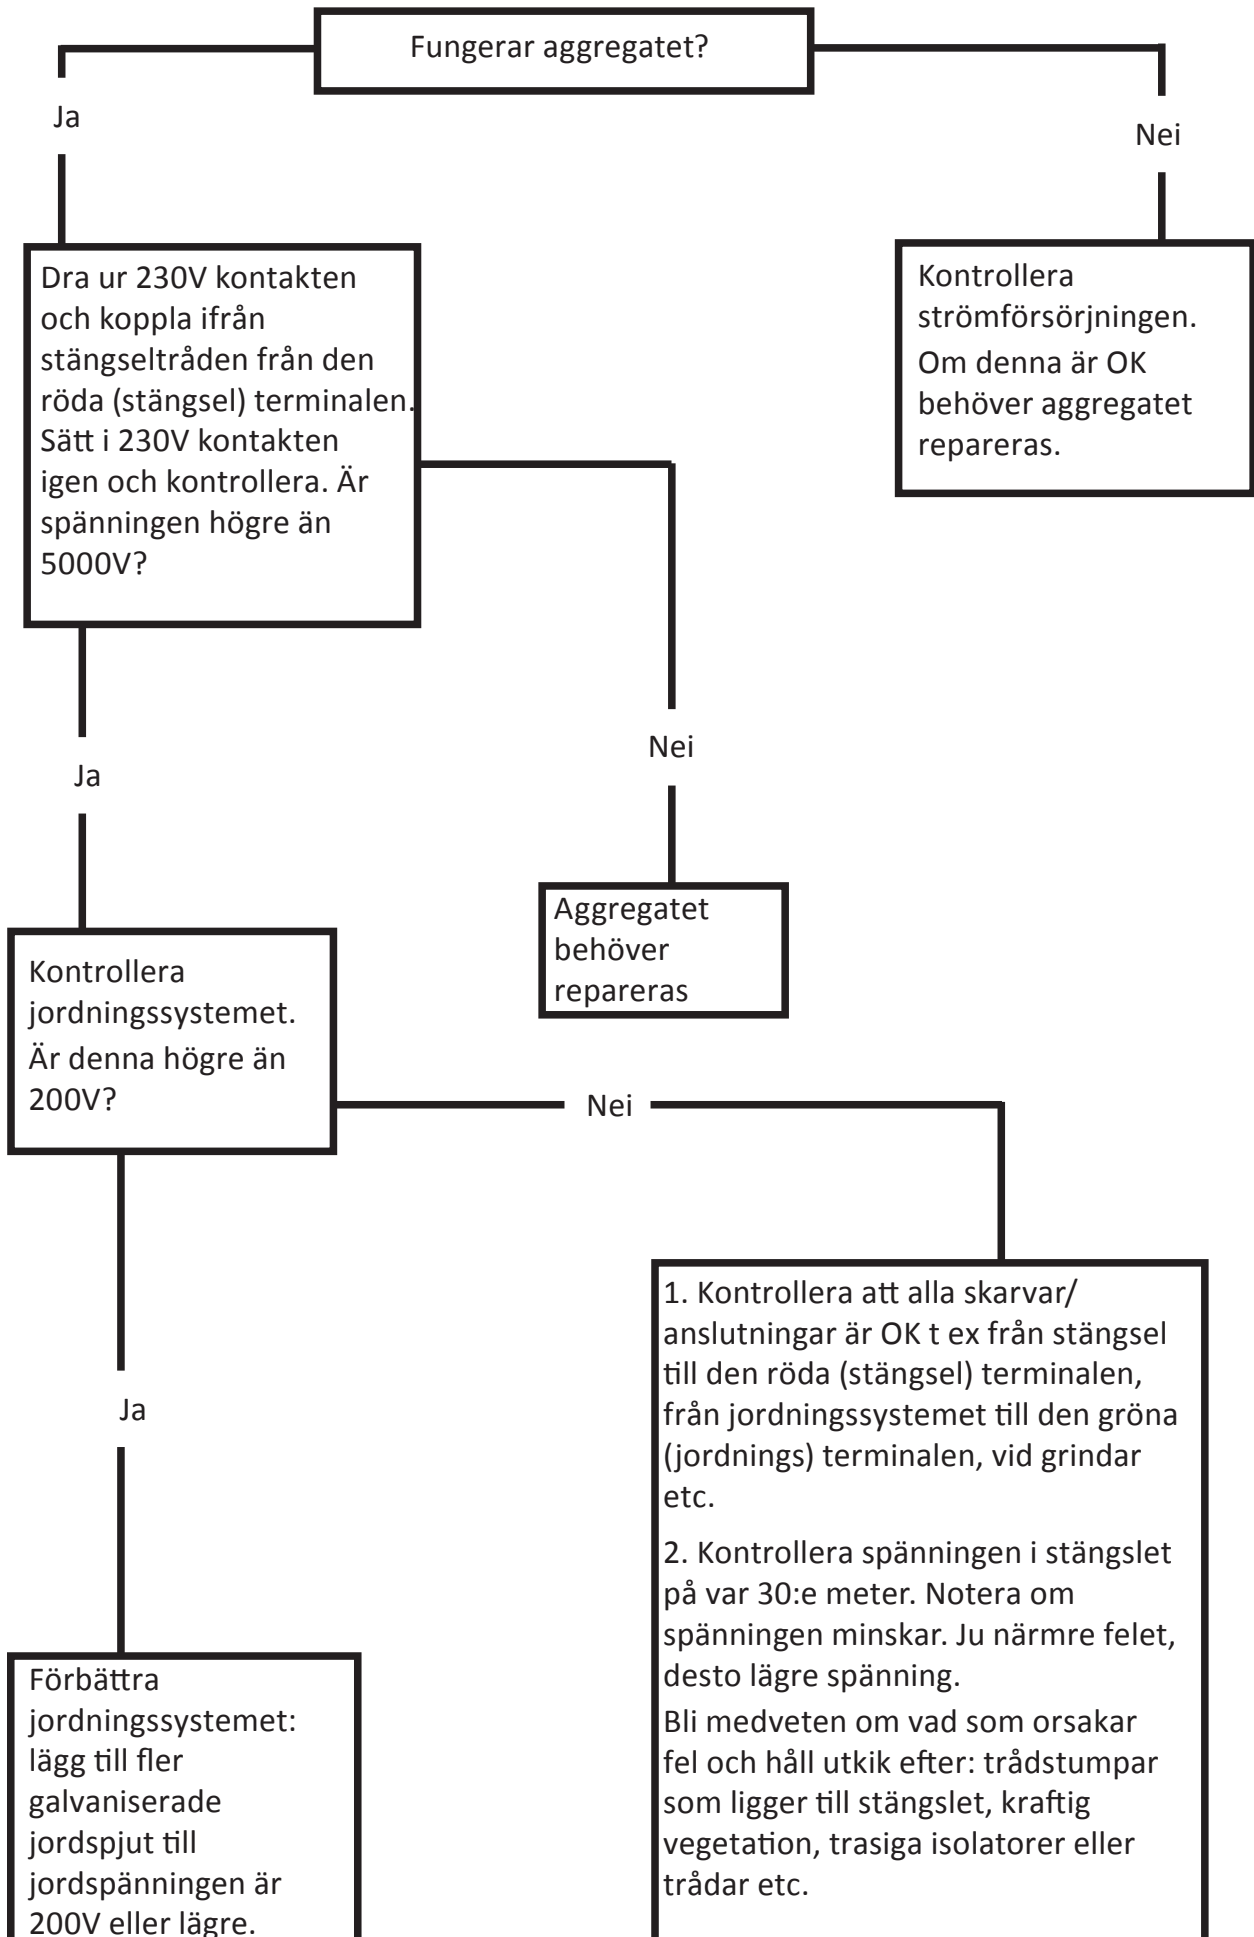 Fungerar aggregatet?
Ja
Nei
Dra ur 230V kontakten
och koppla ifrån
stängseltråden från den
röda (stängsel) terminalen.
Sätt i 230V kontakten
igen och kontrollera. Är
spänningen högre än
5000V?
Kontrollera
strömförsörjningen.
Om denna är OK
behöver aggregatet
repareras.
Ja
Nei
Aggregatet
behöver
repareras
Kontrollera
jordningssystemet.
Är denna högre än
200V?
Nei
Ja
1. Kontrollera att alla skarvar/
anslutningar är OK t ex från stängsel
till den röda (stängsel) terminalen,
från jordningssystemet till den gröna
(jordnings) terminalen, vid grindar
etc.
2. Kontrollera spänningen i stängslet
på var 30:e meter. Notera om
spänningen minskar. Ju närmre felet,
desto lägre spänning.
Bli medveten om vad som orsakar
fel och håll utkik efter: trådstumpar
som ligger till stängslet, kraftig
vegetation, trasiga isolatorer eller
trådar etc.
Förbättra
jordningssystemet:
lägg till fler
galvaniserade
jordspjut till
jordspänningen är
200V eller lägre.